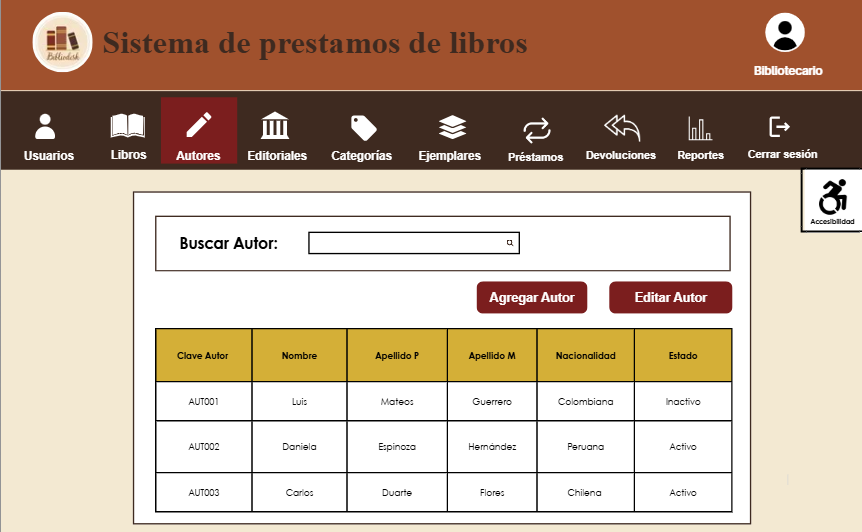 Bibliodesk
Sistema de prestamos de libros
Bibliotecario
Usuarios
Libros
Autores
Editoriales
Categorías
Ejemplares
Préstamos
Devoluciones
Reportes
Cerrar sesión
Accesibilidad
Buscar Autor:
Agregar Autor
Editar Autor
Clave Autor Nombre Apellido P Apellido M Nacionalidad Estado
AUT001 Luis Mateos Guerrero Colombiana Inactivo
AUT002 Daniela Espinoza Hernández Peruana Activo
AUT003 Carlos Duarte Flores Chilena Activo